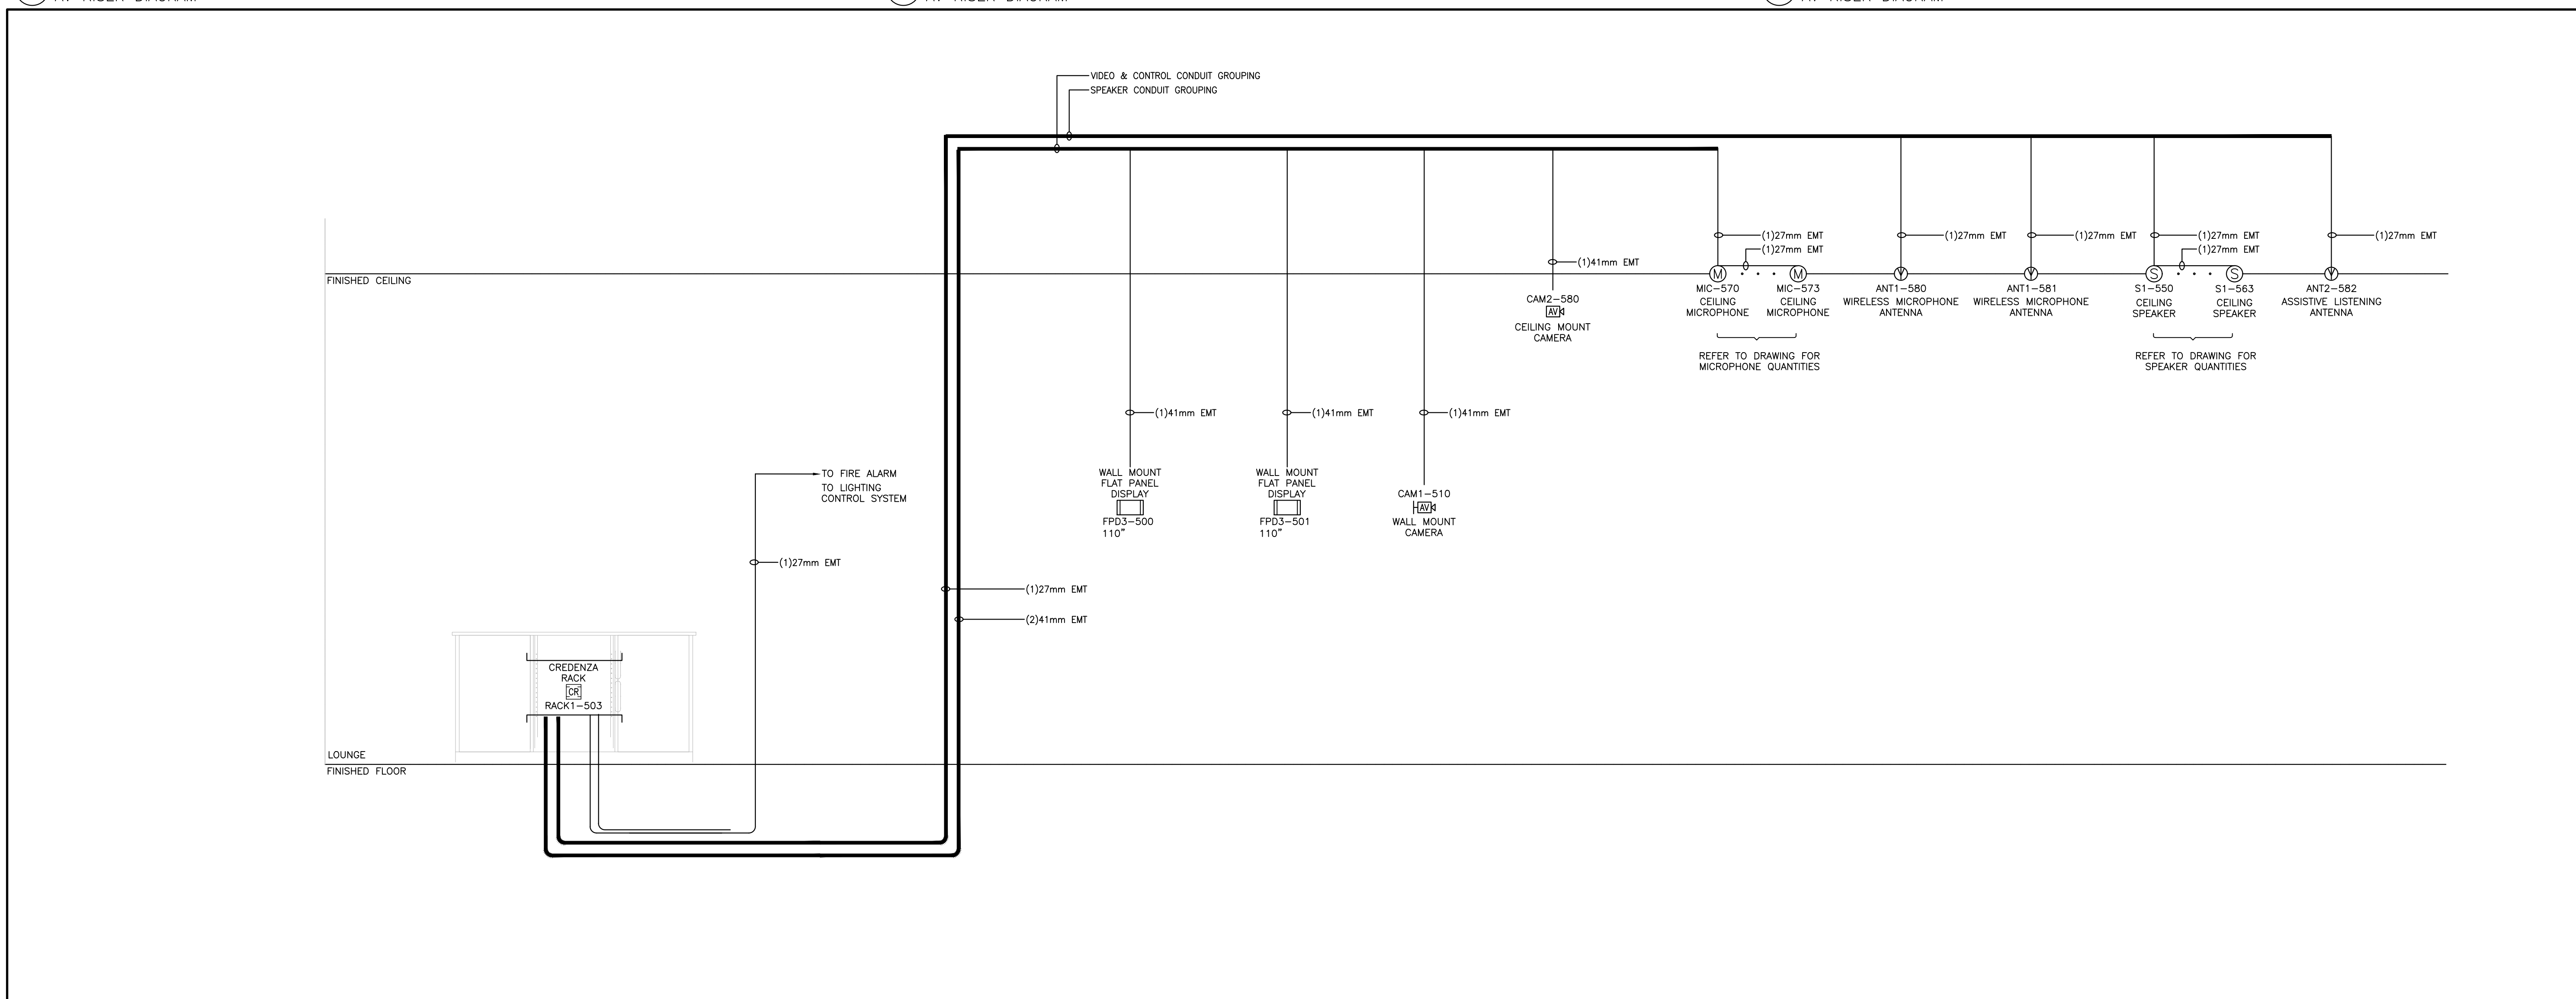 VIDEO & CONTROL CONDUIT GROUPING
SPEAKER CONDUIT GROUPING
(1)27mm EMT
(1)27mm EMT
(1)27mm EMT
(1)27mm EMT
(1)27mm EMT
(1)27mm EMT
(1)27mm EMT
(1)41mm EMT
FINISHED CEILING
M
M
S
S
MIC-570
CEILING
MICROPHONE
MIC-573
CEILING
MICROPHONE
ANT1-580
WIRELESS MICROPHONE
ANTENNA
ANT1-581
WIRELESS MICROPHONE
ANTENNA
S1-550
CEILING
SPEAKER
S1-563
CEILING
SPEAKER
ANT2-582
ASSISTIVE LISTENING
ANTENNA
CAM2-580
AV
CEILING MOUNT
CAMERA
REFER TO DRAWING FOR
MICROPHONE QUANTITIES
REFER TO DRAWING FOR
SPEAKER QUANTITIES
(1)41mm EMT
(1)41mm EMT
(1)41mm EMT
TO FIRE ALARM
TO LIGHTING
CONTROL SYSTEM
WALL MOUNT
FLAT PANEL
DISPLAY
FPD3-500
110"
WALL MOUNT
FLAT PANEL
DISPLAY
FPD3-501
110"
CAM1-510
AV
WALL MOUNT
CAMERA
(1)27mm EMT
(1)27mm EMT
(2)41mm EMT
CREDENZA
RACK
CR
RACK1-503
LOUNGE
FINISHED FLOOR